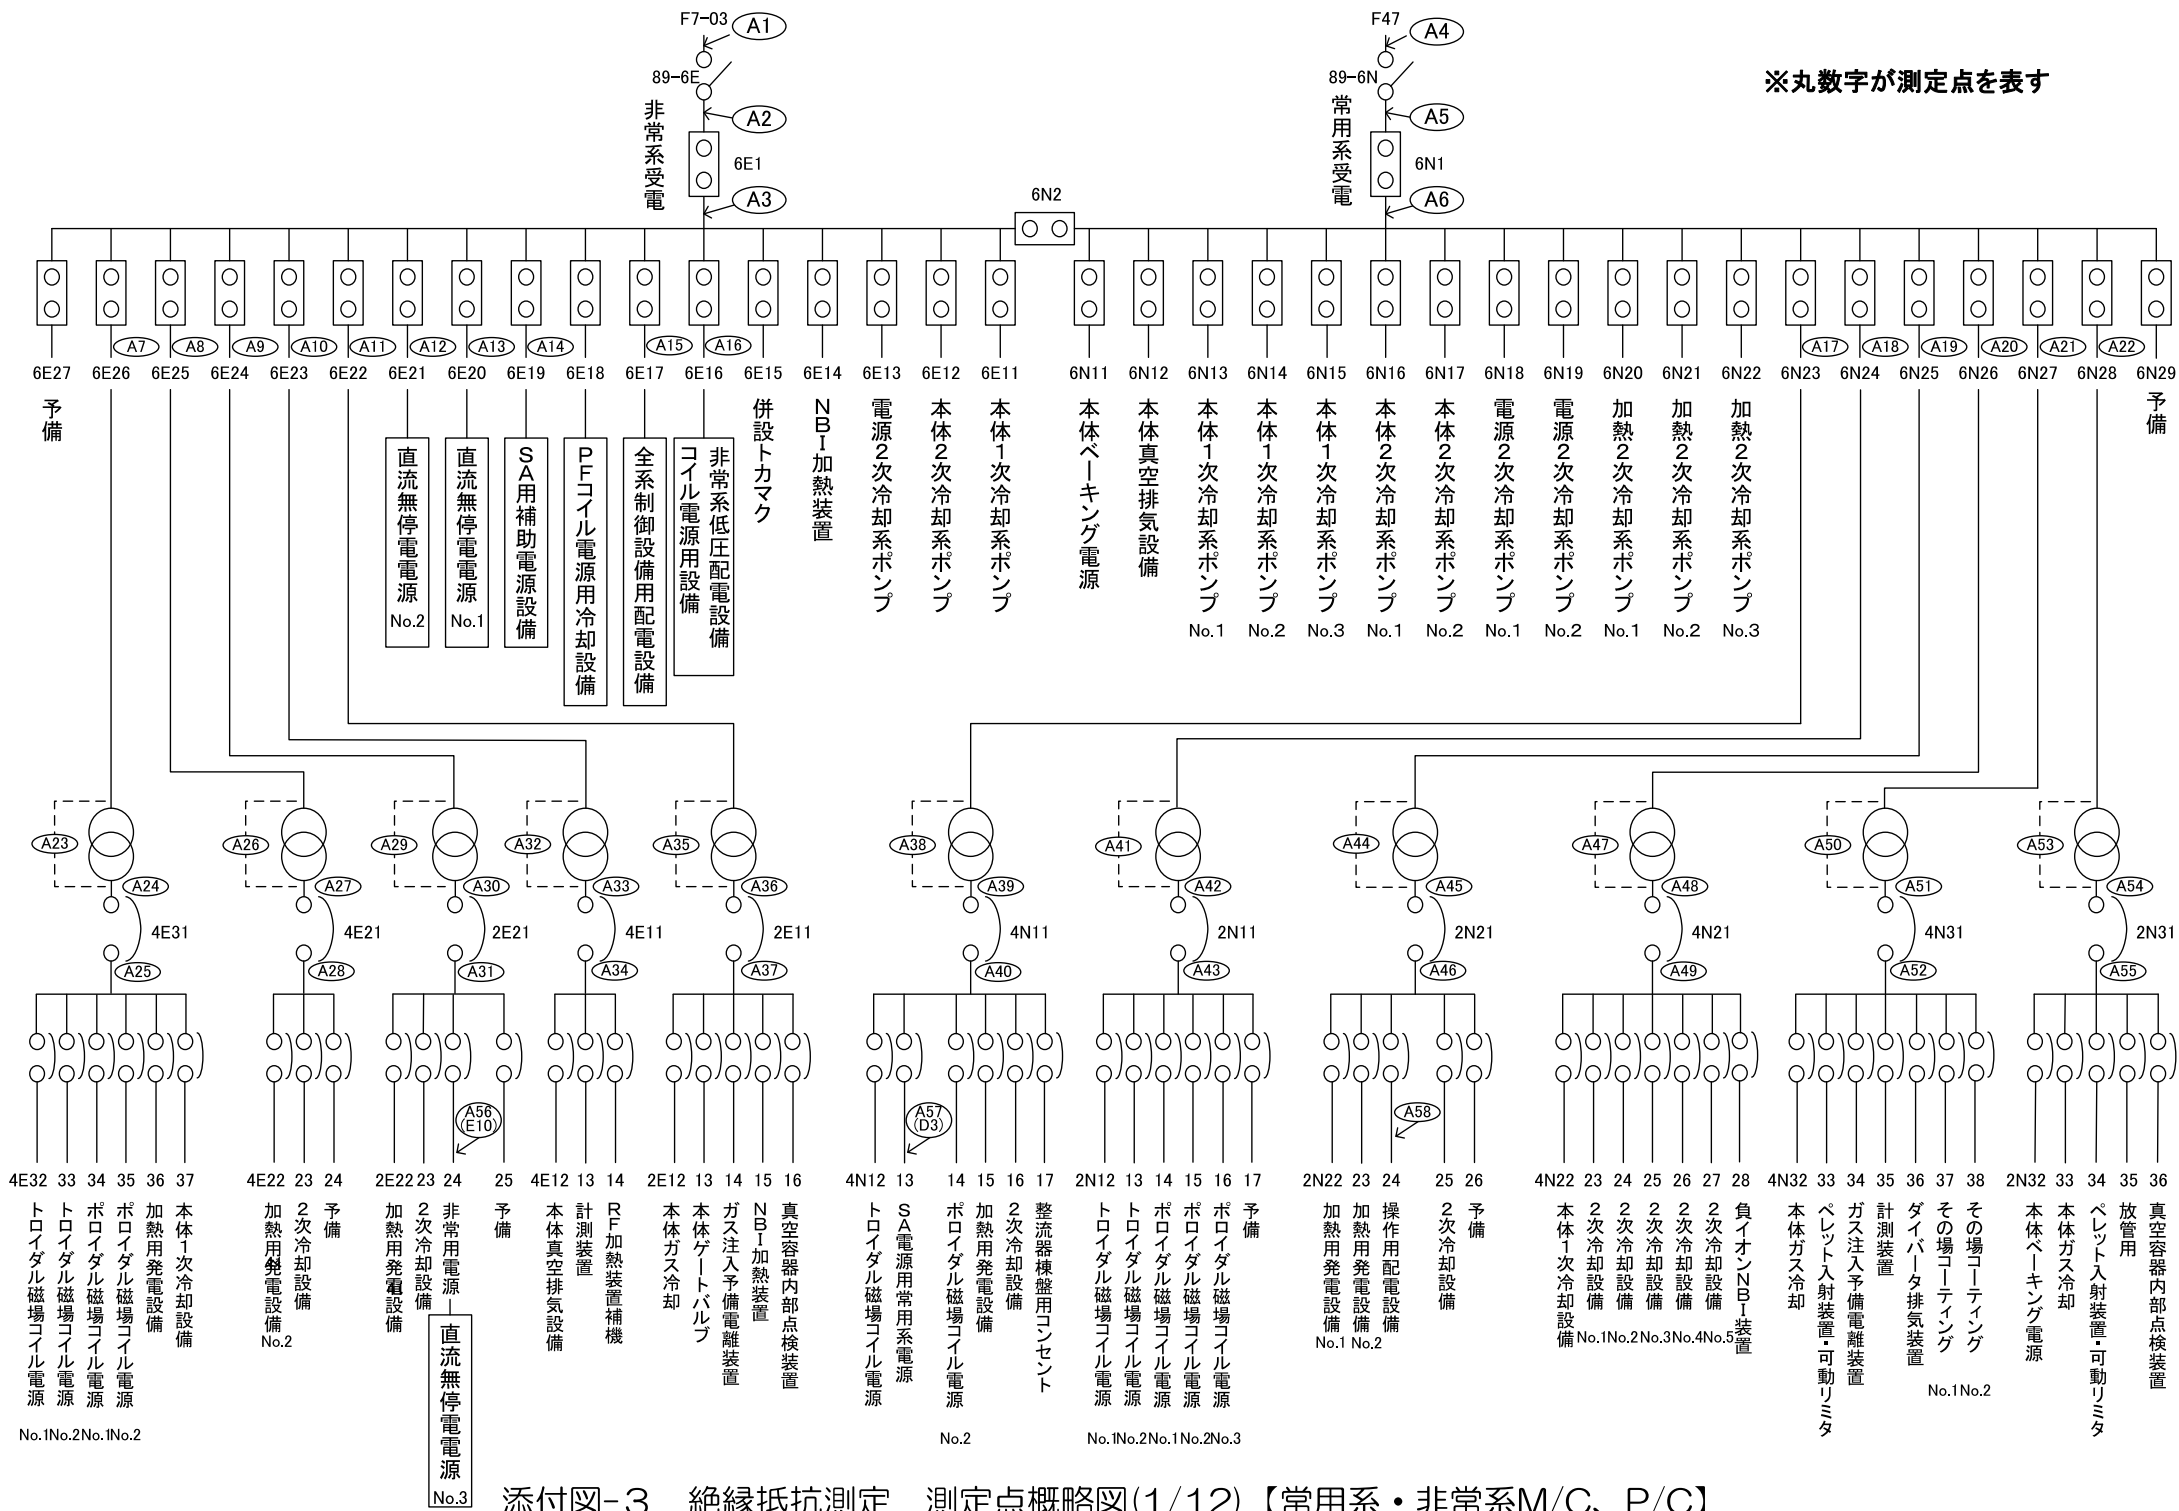 F7-03
A1
89-6E
A2
非常系受電
6E1
A3
F47
A4
89-6N
A5
常用系受電
6N1
A6
※丸数字が測定点を表す
6N2
A7
A8
A9
A10
A11
A12
A13
A14
A15
A16
A17
A18
A19
A20
A21
A22
6E27
6E26
6E25
6E24
6E23
6E22
6E21
6E20
6E19
6E18
6E17
6E16
6E15
6E14
6E13
6E12
6E11
6N11
6N12
6N13
6N14
6N15
6N16
6N17
6N18
6N19
6N20
6N21
6N22
6N23
6N24
6N25
6N26
6N27
6N28
6N29
予備
直流無停電電源 No.2
直流無停電電源 No.1
SA用補助電源設備
PFコイル電源用冷却設備
全系制御設備用配電設備
非常系低圧配電設備
コイル電源用設備
併設トカマク
NBI加熱装置
電源2次冷却系ポンプ
本体2次冷却系ポンプ
本体1次冷却系ポンプ
本体ベーキング電源
本体真空排気設備
本体1次冷却系ポンプ No.1
本体1次冷却系ポンプ No.2
本体1次冷却系ポンプ No.3
本体2次冷却系ポンプ No.1
本体2次冷却系ポンプ No.2
電源2次冷却系ポンプ No.1
電源2次冷却系ポンプ No.2
加熱2次冷却系ポンプ No.1
加熱2次冷却系ポンプ No.2
加熱2次冷却系ポンプ No.3
予備
A23
A24
4E31
A25
A26
A27
4E21
A28
A29
A30
2E21
A31
A32
A33
4E11
A34
A35
A36
2E11
A37
A38
A39
4N11
A40
A41
A42
2N11
A43
A44
A45
2N21
A46
A47
A48
4N21
A49
A50
A51
4N31
A52
A53
A54
2N31
A55
A56
(E10)
A57
(D3)
A58
4E32 トロイダル磁場コイル電源 No.1
33 トロイダル磁場コイル電源 No.2
34 ポロイダル磁場コイル電源 No.1
35 ポロイダル磁場コイル電源 No.2
36 加熱用発電設備
37 本体1次冷却設備
4E22 加熱用発電設備 No.2
23 2次冷却設備
24 予備
2E22 加熱用発電設備
23 2次冷却設備
24 非常用電源
直流無停電電源 No.3
25 予備
4E12 本体真空排気設備
13 計測装置
14 RF加熱装置補機
2E12 本体ガス冷却
13 本体ゲートバルブ
14 ガス注入予備電離装置
15 NBI加熱装置
16 真空容器内部点検装置
4N12 トロイダル磁場コイル電源
13 SA電源用常用系電源
14 ポロイダル磁場コイル電源 No.2
15 加熱用発電設備
16 2次冷却設備
17 整流器棟盤用コンセント
2N12 トロイダル磁場コイル電源 No.1
13 トロイダル磁場コイル電源 No.2
14 ポロイダル磁場コイル電源 No.1
15 ポロイダル磁場コイル電源 No.2
16 ポロイダル磁場コイル電源 No.3
17 予備
2N22 加熱用発電設備 No.1
23 加熱用発電設備 No.2
24 操作用配電設備
25 2次冷却設備
26 予備
4N22 本体1次冷却設備
23 2次冷却設備 No.1
24 2次冷却設備 No.2
25 2次冷却設備 No.3
26 2次冷却設備 No.4
27 2次冷却設備 No.5
28 負イオンNBI装置
4N32 本体ガス冷却
33 ペレット入射装置・可動リミタ
34 ガス注入予備電離装置
35 計測装置
36 ダイバータ排気装置
37 その場コーティング No.1
38 その場コーティング No.2
2N32 本体ベーキング電源
33 本体ガス冷却
34 ペレット入射装置・可動リミタ
35 放管用
36 真空容器内部点検装置
添付図-3 絶縁抵抗測定 測定点概略図(1/12)【常用系・非常系M/C、P/C】